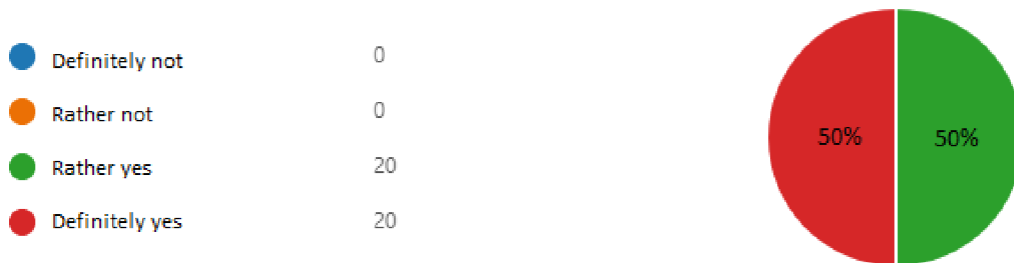 Definitely not 0
Rather not 0
Rather yes 20
Definitely yes 20
50% 50%